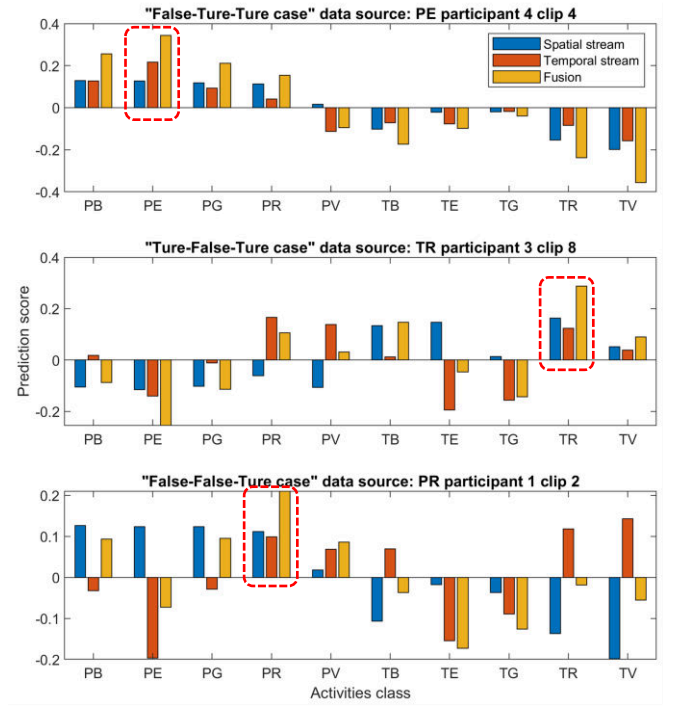 "False-Ture-Ture case" data source: PE participant 4 clip 4
0.4
0.2
0
-0.2
-0.4
Spatial stream
Temporal stream
Fusion
PB PE PG PR PV TB TE TG TR TV
"Ture-False-Ture case" data source: TR participant 3 clip 8
0.4
0.2
0
-0.2
Prediction score
PB PE PG PR PV TB TE TG TR TV
"False-False-Ture case" data source: PR participant 1 clip 2
0.2
0.1
0
-0.1
-0.2
PB PE PG PR PV TB TE TG TR TV
Activities class